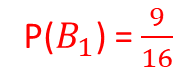 P(B₁) = 9/16